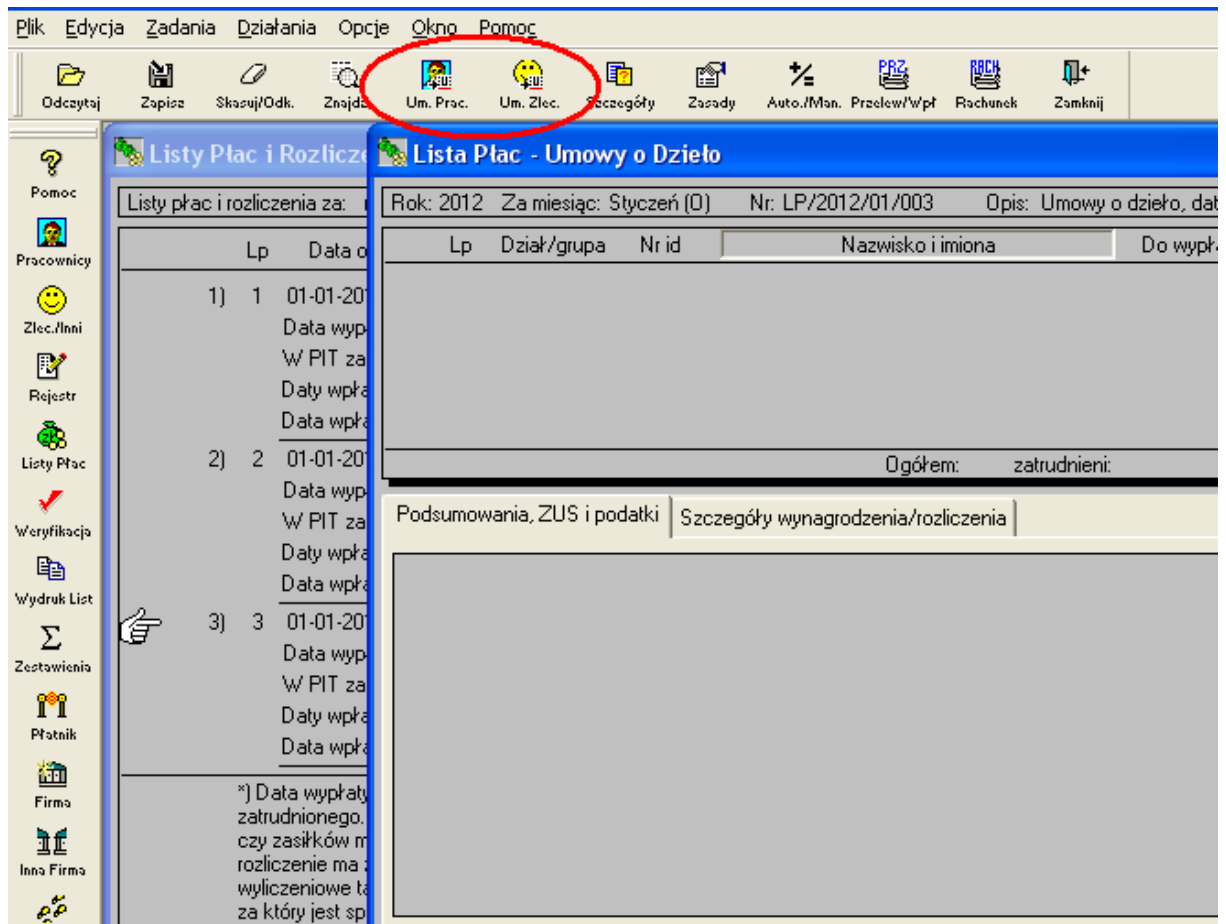 Plik Edycja Zadania Działania Opcje Okno Pomoc
Odczytaj Zapisz Skasuj/Odk. Znajdź Um. Prac. Um. Zlec. Szczegóły Zasady Auto./Man. Przelew/Wpł Rachunek Zamknij
PRZ. RACH
Pomoc
Pracownicy
Zlec./Inni
Rejestr
Listy Płac
Weryfikacja
Wydruk List
Zestawienia
Płatnik
Firma
Inna Firma
Listy Płac i Rozlicze
Listy płac i rozliczenia za:
Lp Data o
1) 1 01-01-201
Data wyp
W PIT za
Daty wpła
Data wpła
2) 2 01-01-201
Data wyp
W PIT za
Daty wpła
Data wpła
3) 3 01-01-201
Data wyp
W PIT za
Daty wpła
Data wpła
*) Data wypłaty
zatrudnionego.
czy zasiłków m
rozliczenie ma
wyliczeniowe ta
za który jest sp
Lista Płac - Umowy o Dzieło
Rok: 2012 Za miesiąc: Styczeń (O) Nr: LP/2012/01/003 Opis: Umowy o dzieło, dat
Lp Dział/grupa Nr id Nazwisko i imiona Do wypła
Ogółem: zatrudnieni:
Podsumowania, ZUS i podatki Szczegóły wynagrodzenia/rozliczenia